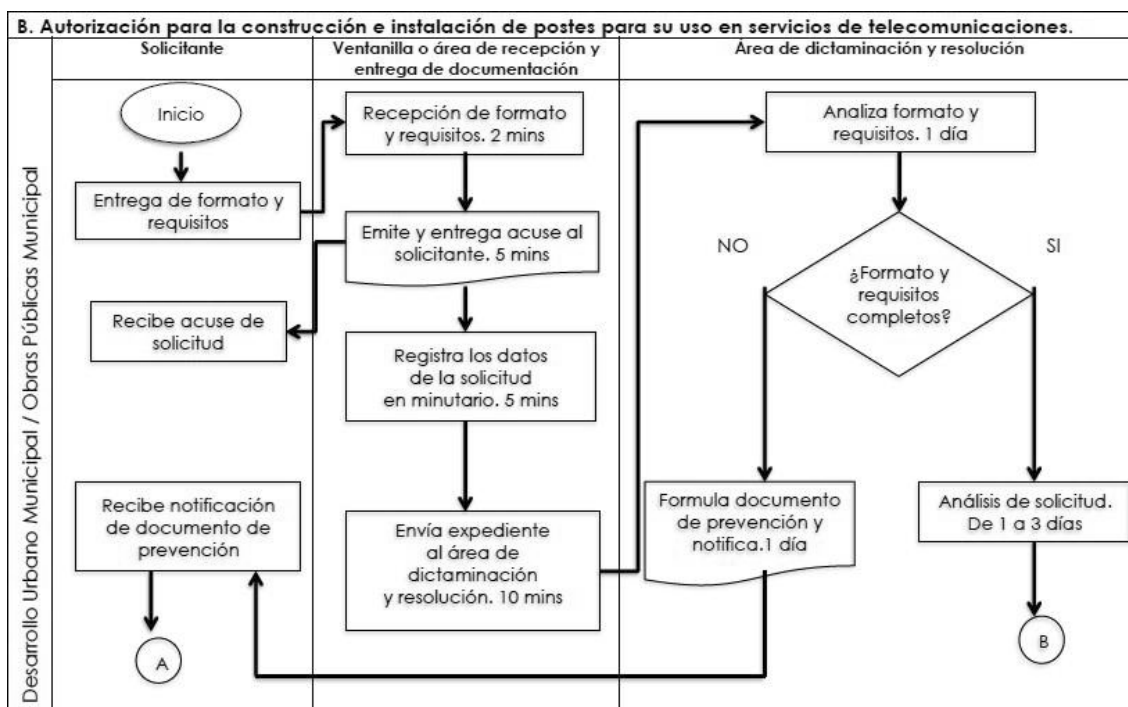 B. Autorización para la construcción e instalación de postes para su uso en servicios de telecomunicaciones.
Solicitante
Ventanilla o área de recepción y
entrega de documentación
Área de dictaminación y resolución
Desarrollo Urbano Municipal / Obras Públicas Municipal
Inicio
Entrega de formato y
requisitos
Recibe acuse de
solicitud
Recibe notificación
de documento de
prevención
A
Recepción de formato
y requisitos. 2 mins
Emite y entrega acuse al
solicitante. 5 mins
Registra los datos
de la solicitud
en minutario. 5 mins
Envía expediente
al área de
dictaminación
y resolución. 10 mins
Analiza formato y
requisitos. 1 día
NO
SI
¿Formato y
requisitos
completos?
Formula documento
de prevención y
notifica.1 día
Análisis de solicitud.
De 1 a 3 días
B